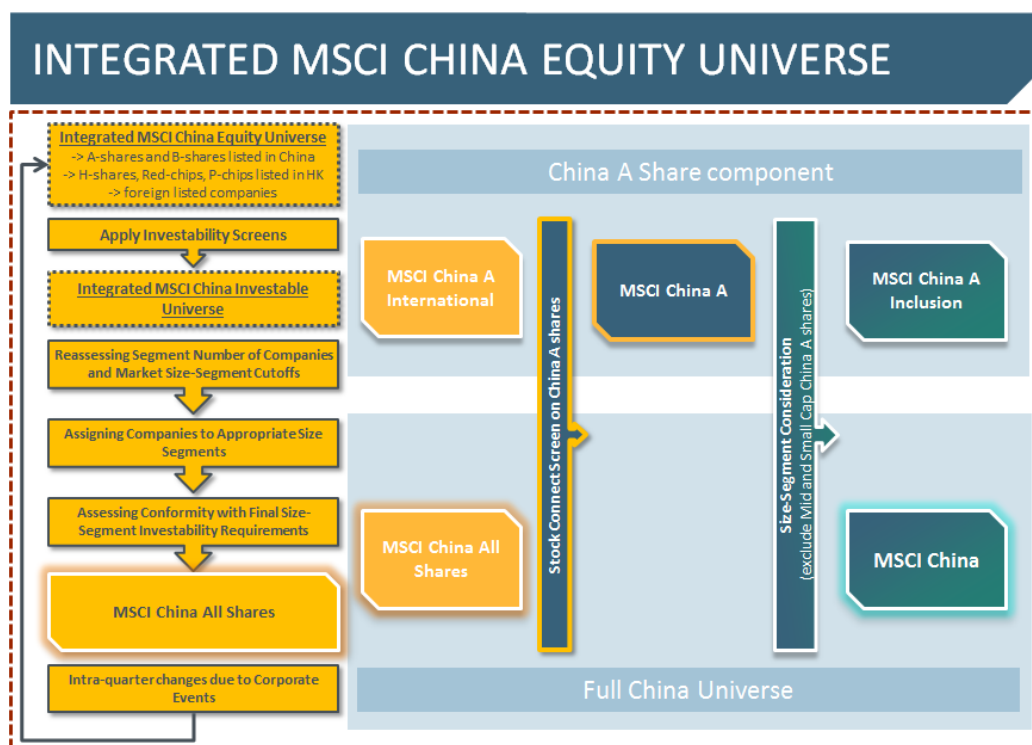 INTEGRATED MSCI CHINA EQUITY UNIVERSE
Integrated MSCI China Equity Universe
-> A-shares and B-shares listed in China
-> H-shares, Red-chips, P-chips listed in HK
-> foreign listed companies
Apply Investability Screens
Integrated MSCI China Investable
Universe
Reassessing Segment Number of Companies
and Market Size-Segment Cutoffs
Assigning Companies to Appropriate Size
Segments
Assessing Conformity with Final Size-
Segment Investability Requirements
MSCI China All Shares
Intra-quarter changes due to Corporate
Events
China A Share component
MSCI China A
International
Stock Connect Screen on China A shares
MSCI China A
Size-Segment Consideration
(exclude Mid and Small Cap China A shares)
MSCI China A
Inclusion
MSCI China All
Shares
MSCI China
Full China Universe